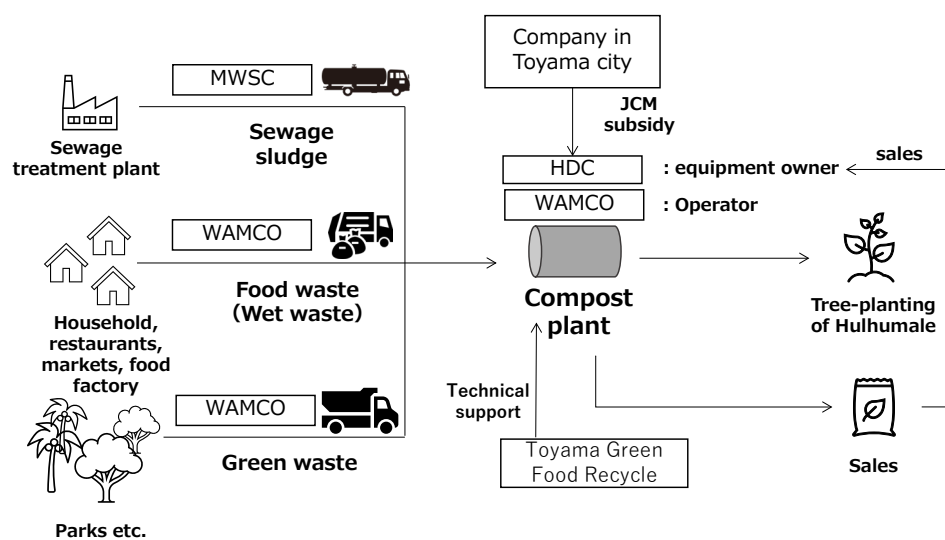 Company in
Toyama city
MWSC
JCM
subsidy
Sewage
sludge
Sewage
treatment plant
HDC
: equipment owner
sales
WAMCO
: Operator
WAMCO
Food waste
(Wet waste)
Compost
plant
Tree-planting
of Hulhumale
Household,
restaurants,
markets, food
factory
WAMCO
Technical
support
Green waste
Toyama Green
Food Recycle
Sales
Parks etc.